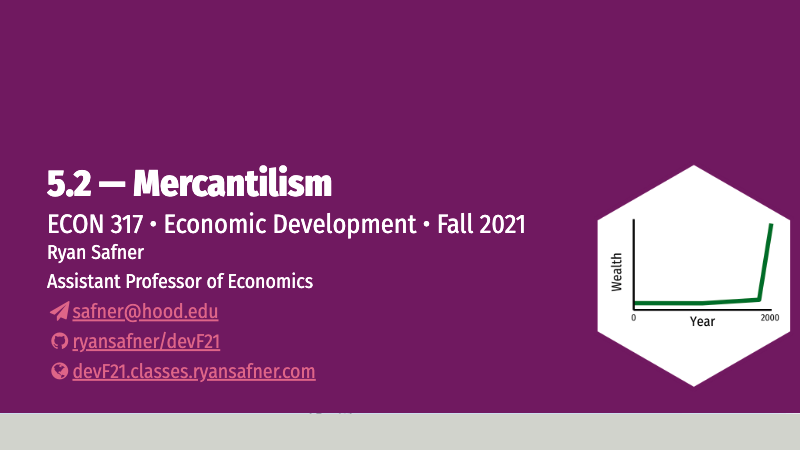 5.2 — Mercantilism
ECON 317 • Economic Development • Fall 2021
Ryan Safner
Assistant Professor of Economics
safner@hood.edu
ryansafner/devF21
devF21.classes.ryansafner.com
Wealth
0
2000
Year